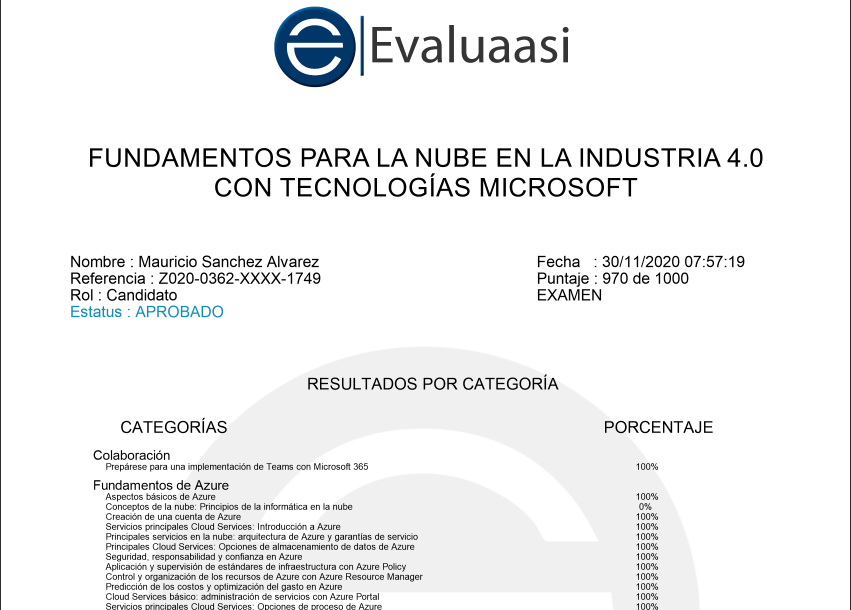 Evaluaasi
FUNDAMENTOS PARA LA NUBE EN LA INDUSTRIA 4.0
CON TECNOLOGÍAS MICROSOFT
Nombre : Mauricio Sanchez Alvarez
Referencia : Z020-0362-XXXX-1749
Rol : Candidato
Estatus : APROBADO
Fecha : 30/11/2020 07:57:19
Puntaje : 970 de 1000
EXAMEN
RESULTADOS POR CATEGORÍA
CATEGORÍAS PORCENTAJE
Colaboración
Prepárese para una implementación de Teams con Microsoft 365 100%
Fundamentos de Azure
Aspectos básicos de Azure 100%
Conceptos de la nube: Principios de la informática en la nube 0%
Creación de una cuenta de Azure 100%
Servicios principales Cloud Services: Introducción a Azure 100%
Principales servicios en la nube: arquitectura de Azure y garantías de servicio 100%
Principales Cloud Services: Opciones de almacenamiento de datos de Azure 100%
Seguridad, responsabilidad y confianza en Azure 100%
Aplicación y supervisión de estándares de infraestructura con Azure Policy 100%
Control y organización de los recursos de Azure con Azure Resource Manager 100%
Predicción de los costos y optimización del gasto en Azure 100%
Cloud Services básico: administración de servicios con Azure Portal 100%
Servicios principales Cloud Services: Opciones de proceso de Azure 100%